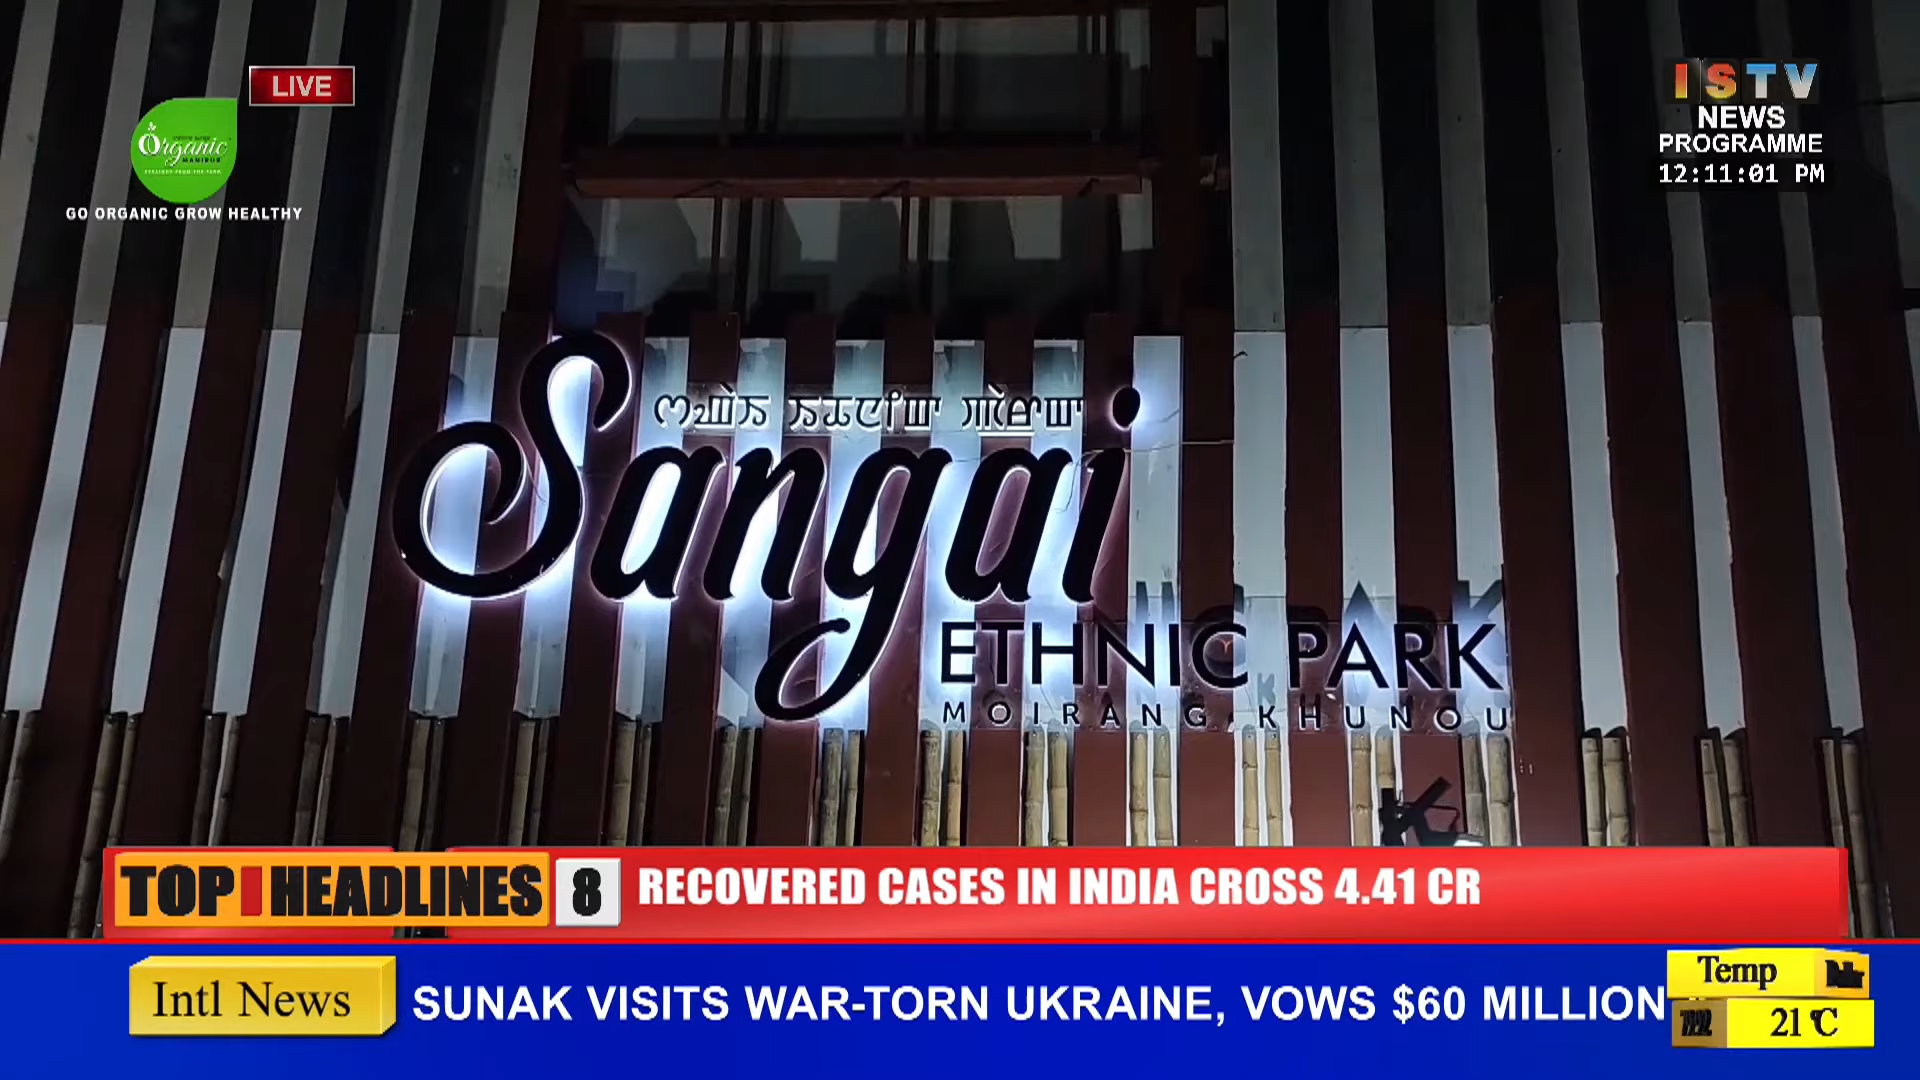 LIVE
Organic
MANIPUR
GO ORGANIC GROW HEALTHY
ISTV
NEWS
PROGRAMME
12:11:01 PM
Sangai
ETHNIC PARK
MOIRANG KHUNOU
TOP HEADLINES 8 RECOVERED CASES IN INDIA CROSS 4.41 CR
Intl News SUNAK VISITS WAR-TORN UKRAINE, VOWS $60 MILLION
Temp
21°C